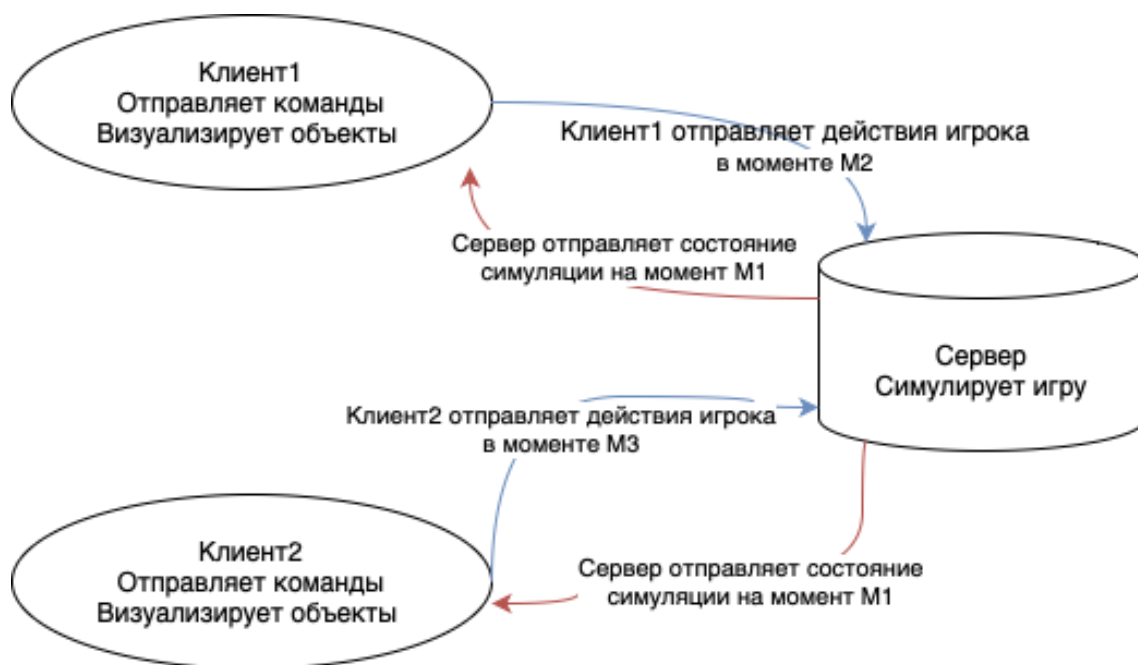 Клиент1
Отправляет команды
Визуализирует объекты
Клиент1 отправляет действия игрока
в моменте М2
Сервер отправляет состояние
симуляции на момент М1
Сервер
Симулирует игру
Клиент2 отправляет действия игрока
в моменте М3
Клиент2
Отправляет команды
Визуализирует объекты
Сервер отправляет состояние
симуляции на момент М1